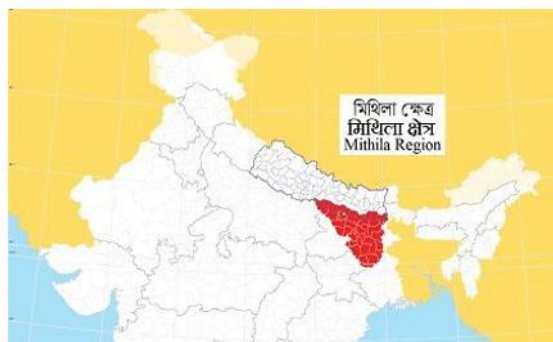 মিথিলা ক্ষেত্র
मिथिला क्षेत्र
Mithila Region